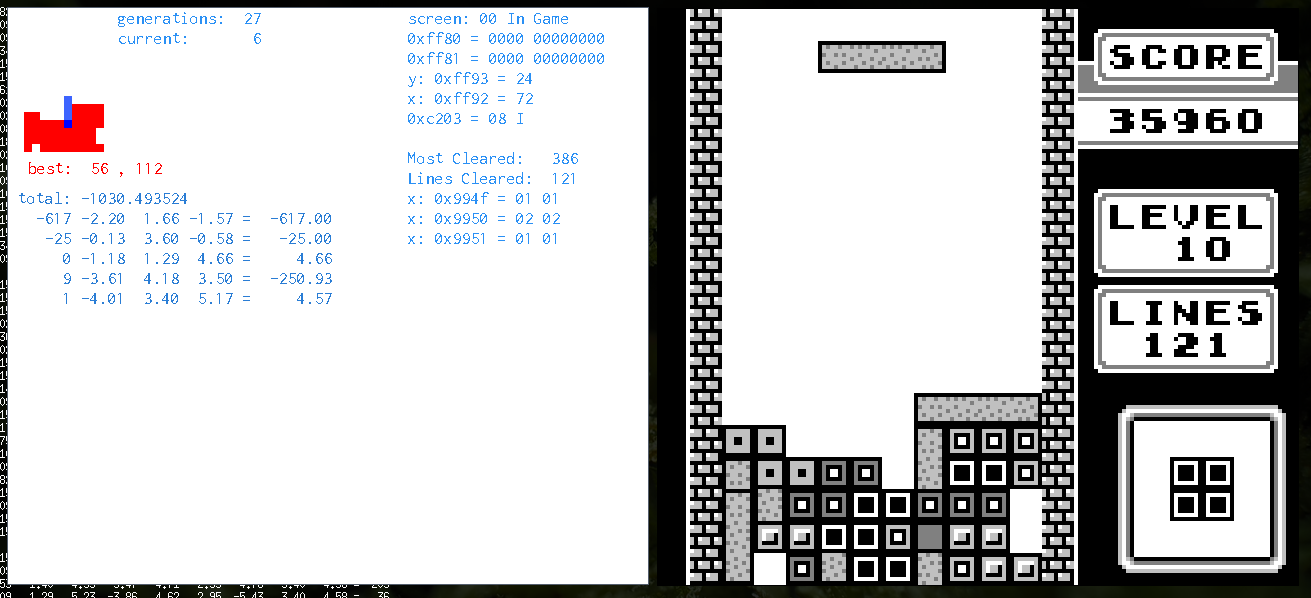 generations: 27
current: 6
best: 56 , 112
total: -1030.493524
-617 -2.20 1.66 -1.57 = -617.00
-25 -0.13 3.60 -0.58 = -25.00
0 -1.18 1.29 4.66 = 4.66
9 -3.61 4.18 3.50 = -250.93
1 -4.01 3.40 5.17 = 4.57
screen: 00 In Game
0xff80 = 0000 00000000
0xff81 = 0000 00000000
y: 0xff93 = 24
x: 0xff92 = 72
0xc203 = 08 I
Most Cleared: 386
Lines Cleared: 121
x: 0x994f = 01 01
x: 0x9950 = 02 02
x: 0x9951 = 01 01
SCORE
35960
LEVEL
10
LINES
121